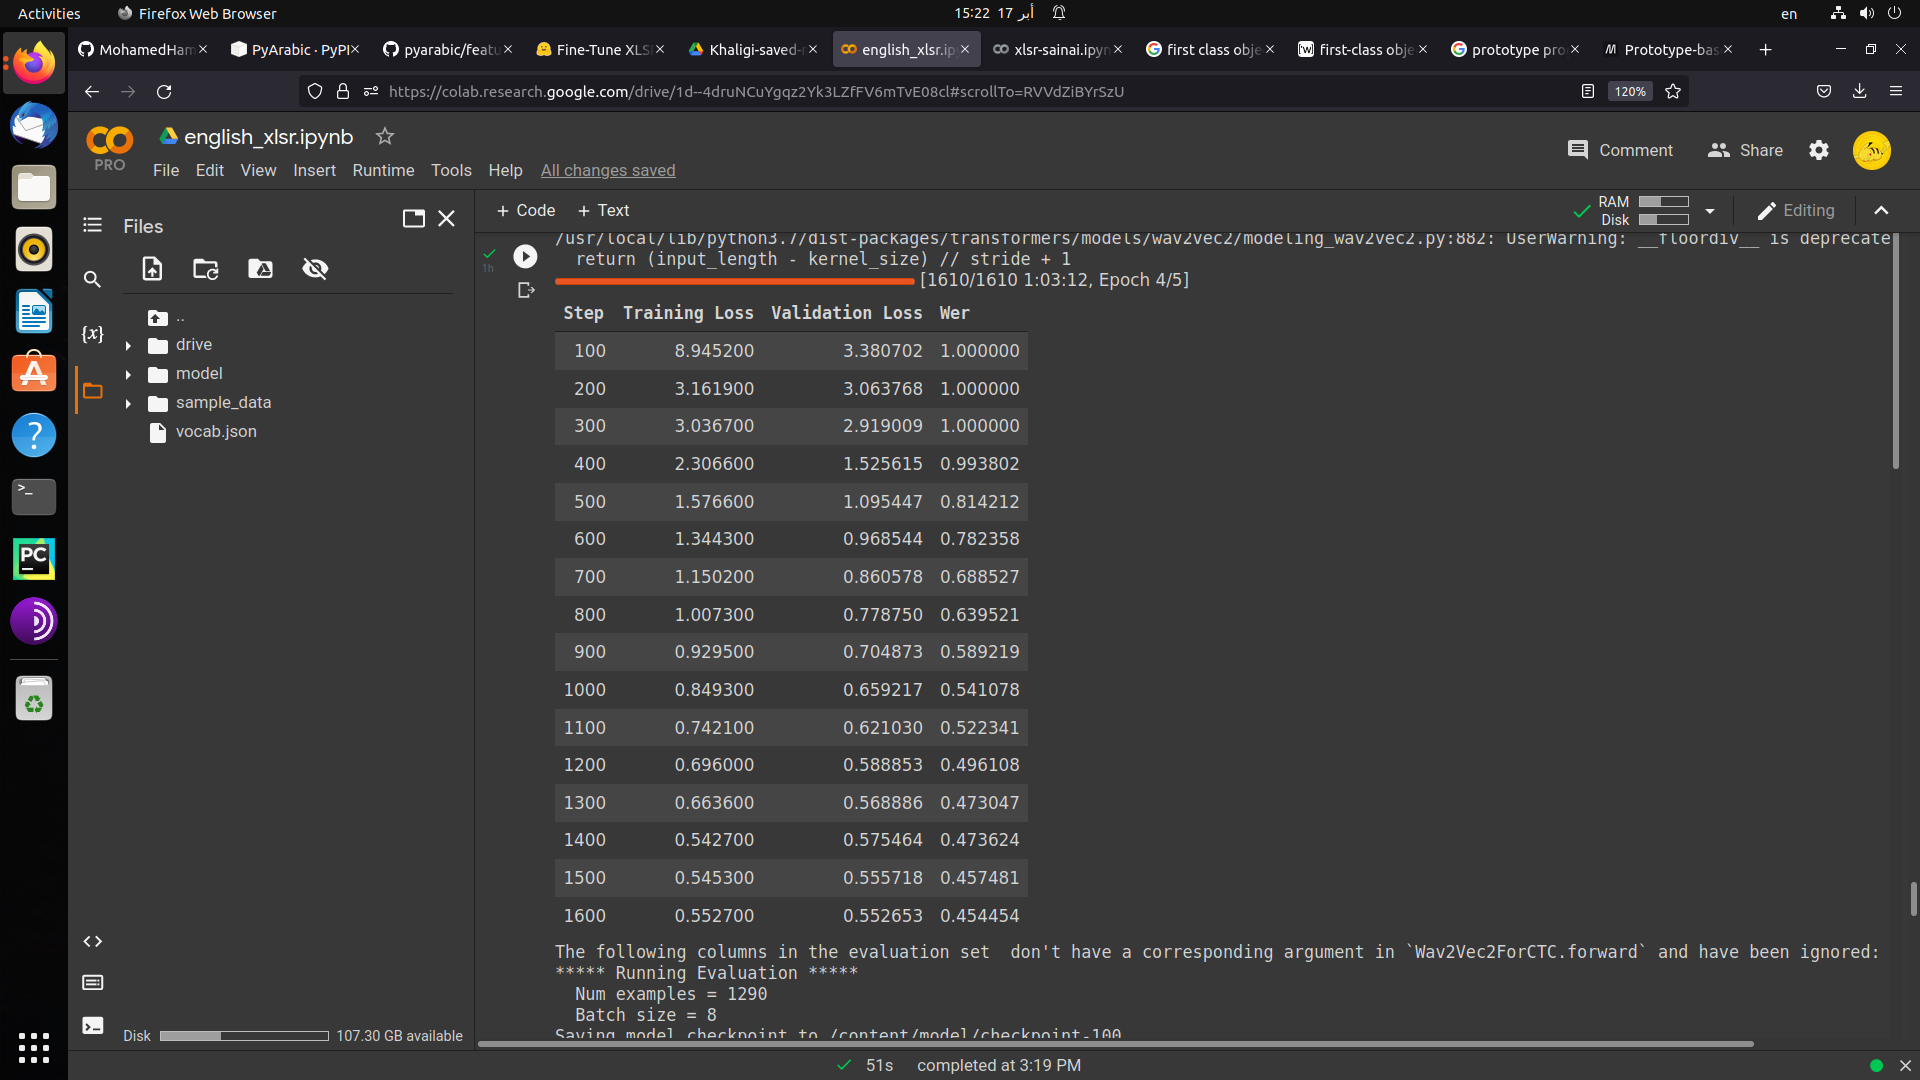 Activities
Firefox Web Browser
15:22 17 أبر
en
MohamedHam
PyArabic · PyPI
pyarabic/featu
Fine-Tune XLS
Khaligi-saved-
english_xlsr.ip
xlsr-sainai.ipyn
first class obje
first-class obje
prototype pro
Prototype-bas
https://colab.research.google.com/drive/1d--4druNCuYgqz2Yk3LZfFV6mTvE08cl#scrollTo=RVVdZiBYrSzU
120%
CO
PRO
english_xlsr.ipynb
File Edit View Insert Runtime Tools Help All changes saved
Comment
Share
+ Code + Text
RAM
Disk
Editing
Files
{x}
..
drive
model
sample_data
vocab.json
Disk
107.30 GB available
1h
/usr/local/lib/python3.7/dist-packages/transformers/models/wav2vec2/modeling_wav2vec2.py:882: UserWarning: __floordiv__ is deprecate
return (input_length - kernel_size) // stride + 1
[1610/1610 1:03:12, Epoch 4/5]
Step Training Loss Validation Loss Wer
100 8.945200 3.380702 1.000000
200 3.161900 3.063768 1.000000
300 3.036700 2.919009 1.000000
400 2.306600 1.525615 0.993802
500 1.576600 1.095447 0.814212
600 1.344300 0.968544 0.782358
700 1.150200 0.860578 0.688527
800 1.007300 0.778750 0.639521
900 0.929500 0.704873 0.589219
1000 0.849300 0.659217 0.541078
1100 0.742100 0.621030 0.522341
1200 0.696000 0.588853 0.496108
1300 0.663600 0.568886 0.473047
1400 0.542700 0.575464 0.473624
1500 0.545300 0.555718 0.457481
1600 0.552700 0.552653 0.454454
The following columns in the evaluation set  don't have a corresponding argument in `Wav2Vec2ForCTC.forward` and have been ignored:
***** Running Evaluation *****
Num examples = 1290
Batch size = 8
Saving model checkpoint to /content/model/checkpoint-100
51s completed at 3:19 PM
PC